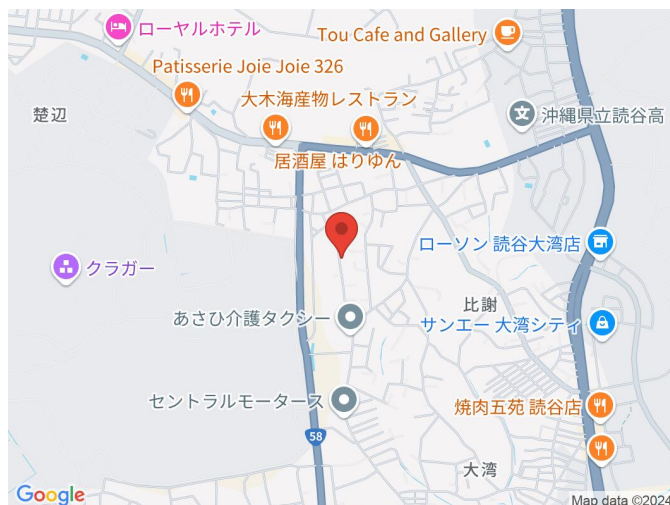 ローヤルホテル
Tou Cafe and Gallery
Patisserie Joie Joie 326
楚辺
大木海産物レストラン
沖縄県立読谷高
居酒屋 はりゆん
ローソン 読谷大湾店
クラガー
比謝
あさひ介護タクシー
サンエー 大湾シティ
セントラルモータース
焼肉五苑 読谷店
58
大湾
Google
Map data ©2024